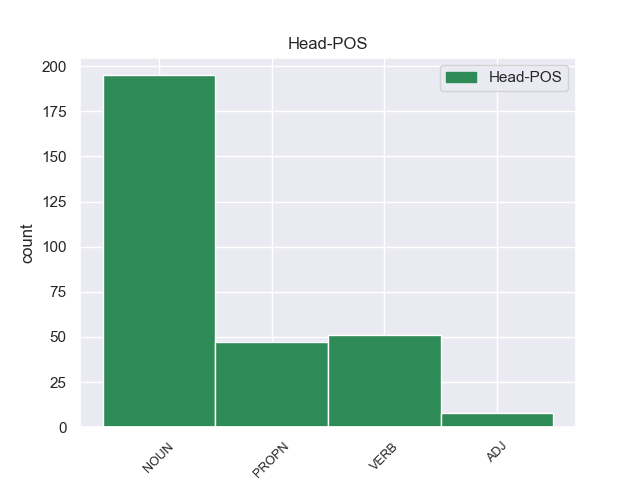 Head-POS
Head-POS
200
175
150
125
100
75
50
25
0
count
NOUN
PROPN
VERB
ADJ